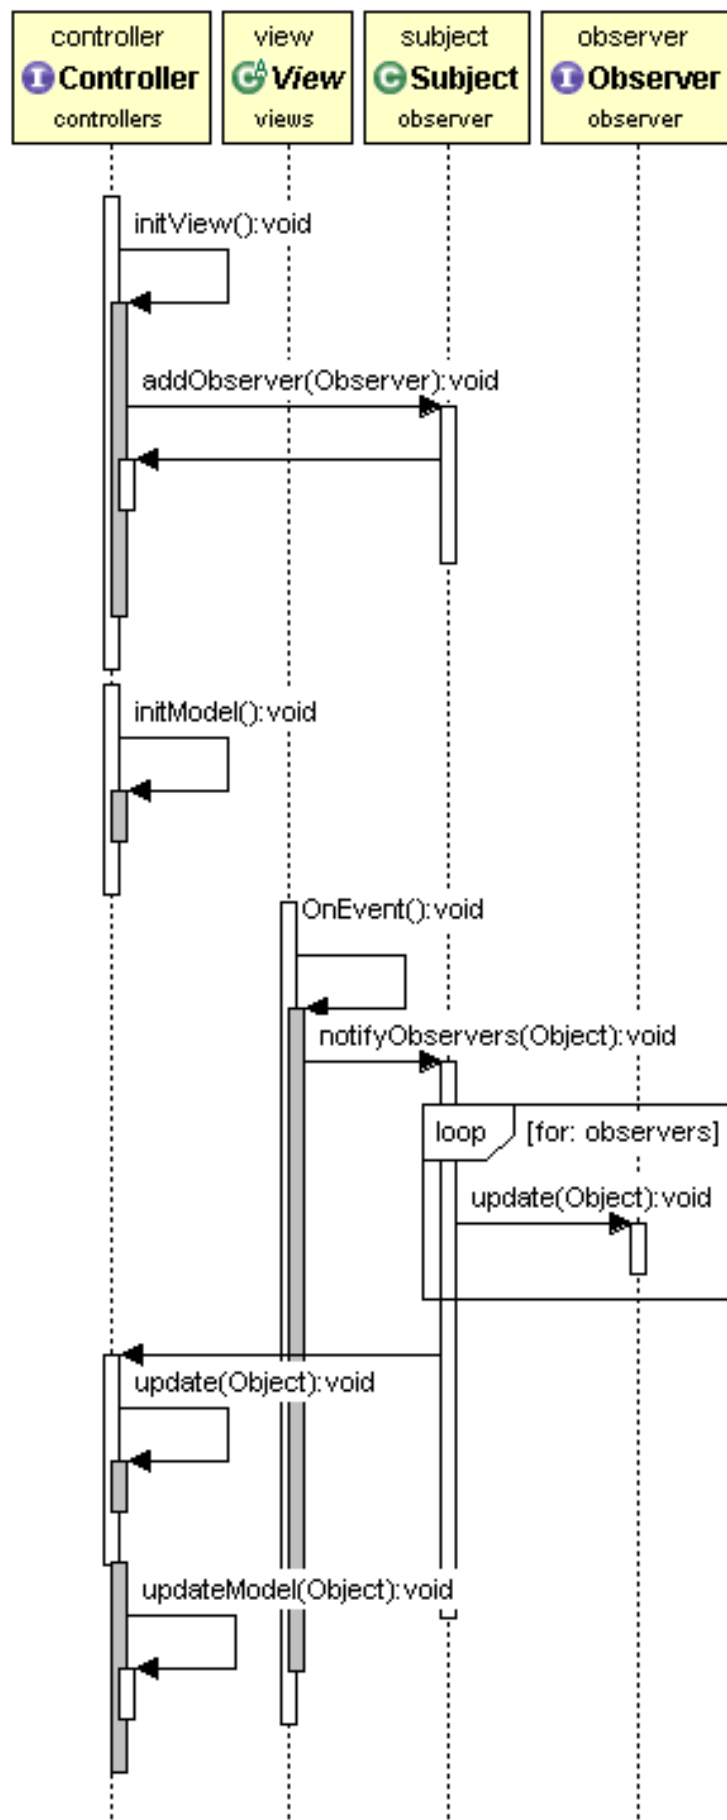 controller
I Controller
controllers
view
C A View
views
subject
C Subject
observer
observer
I Observer
observer
initView():void
addObserver(Observer):void
initModel():void
OnEvent():void
notifyObservers(Object):void
loop [for: observers]
update(Object):void
update(Object):void
updateModel(Object):void